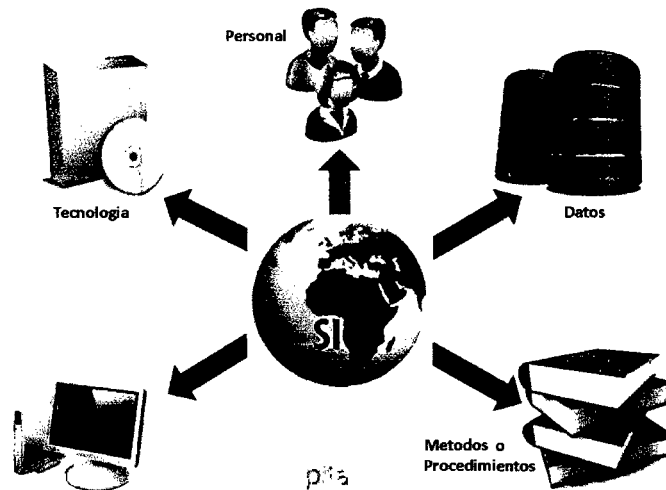 Personal
Tecnologia
Datos
SI
Metodos o
Procedimientos